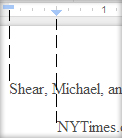 1
Shear, Michael, an
NYTimes.